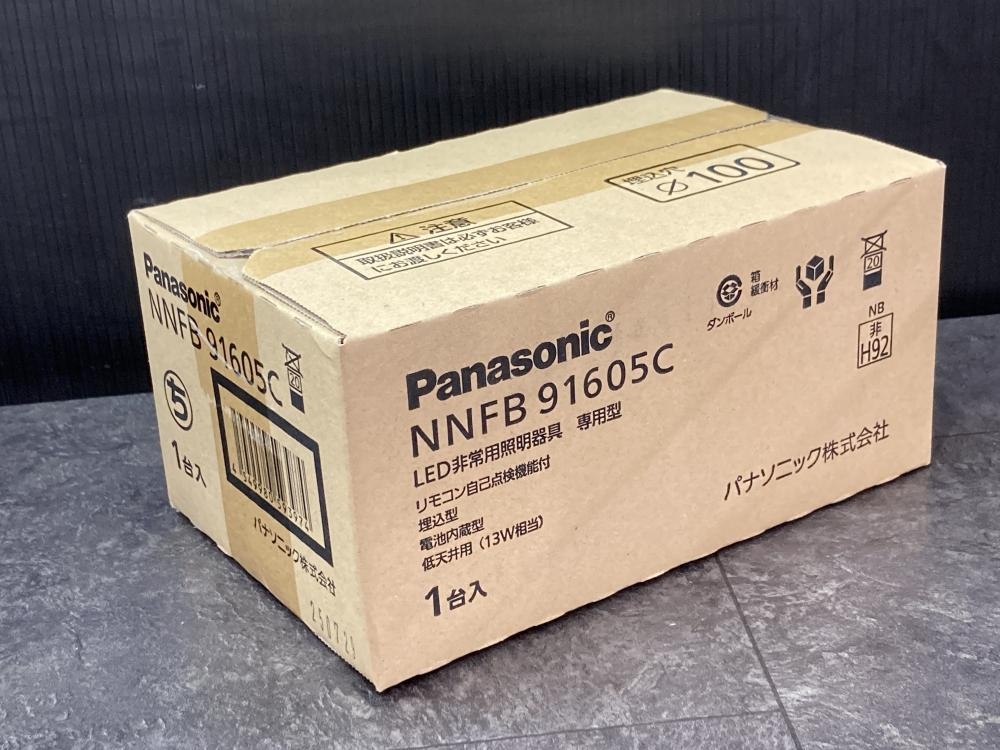 注意
取扱説明書は必ずお客様
にお渡しください
埋込穴
⌀100
Panasonic®
NNFB 91605C
20
ち
1台入
パナソニック株式会社
Panasonic®
NNFB 91605C
LED非常用照明器具 専用型
リモコン自己点検機能付
埋込型
電池内蔵型
低天井用(13W相当)
1台入
ダンボール
箱
緩衝材
20
NB
非
H92
パナソニック株式会社